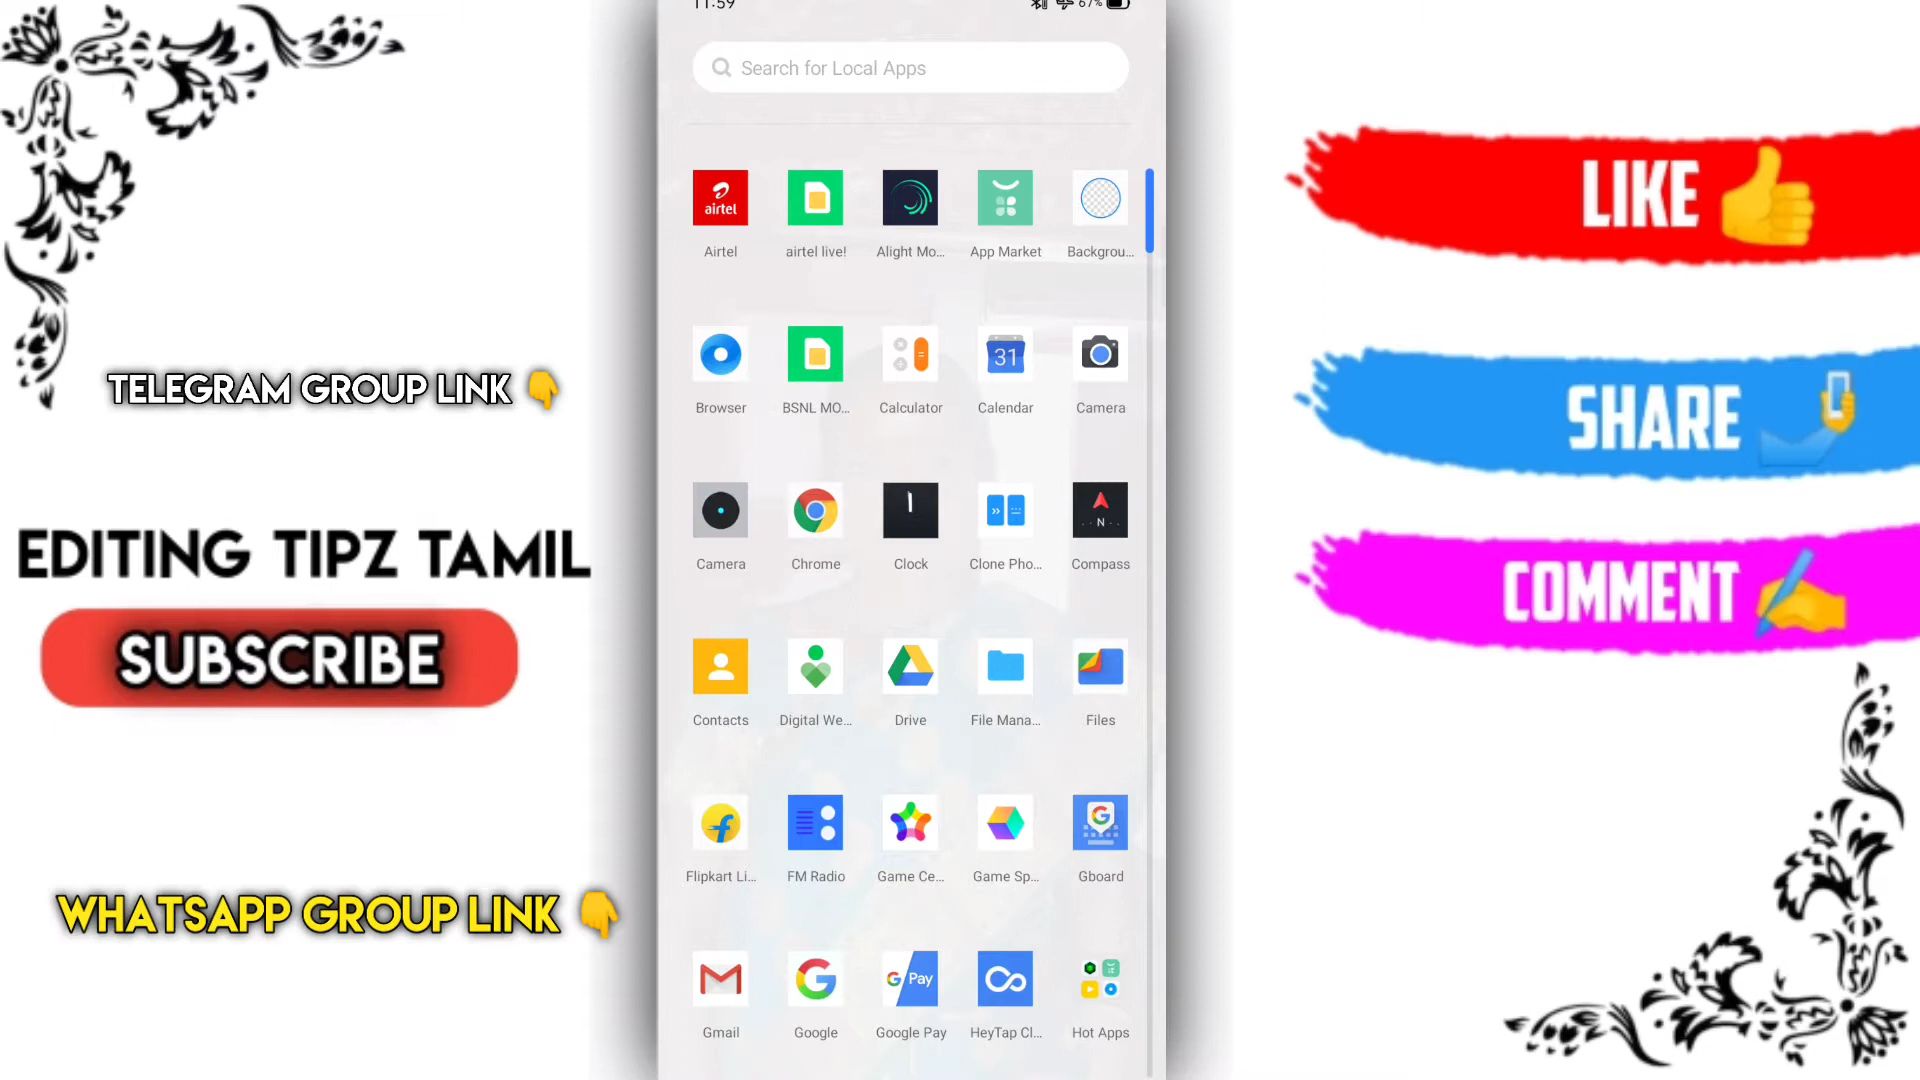 11:59
67%
Search for Local Apps
airtel
Airtel
airtel live!
Alight Mo...
App Market
Backgrou...
31
Browser
BSNL MO...
Calculator
Calendar
Camera
N
Camera
Chrome
Clock
Clone Pho...
Compass
Contacts
Digital We...
Drive
File Mana...
Files
Flipkart Li...
FM Radio
Game Ce...
Game Sp...
Gboard
G Pay
Gmail
Google
Google Pay
HeyTap Cl...
Hot Apps
TELEGRAM GROUP LINK 👇
EDITING TIPZ TAMIL
SUBSCRIBE
WHATSAPP GROUP LINK 👇
LIKE 👍
SHARE 🤳
COMMENT ✍